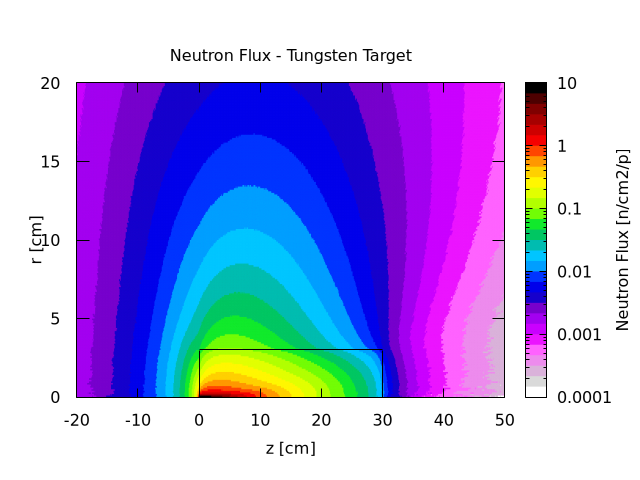 Neutron Flux - Tungsten Target
20
15
10
5
0
r [cm]
-20 -10 0 10 20 30 40 50
z [cm]
10
1
0.1
0.01
0.001
0.0001
Neutron Flux [n/cm2/p]